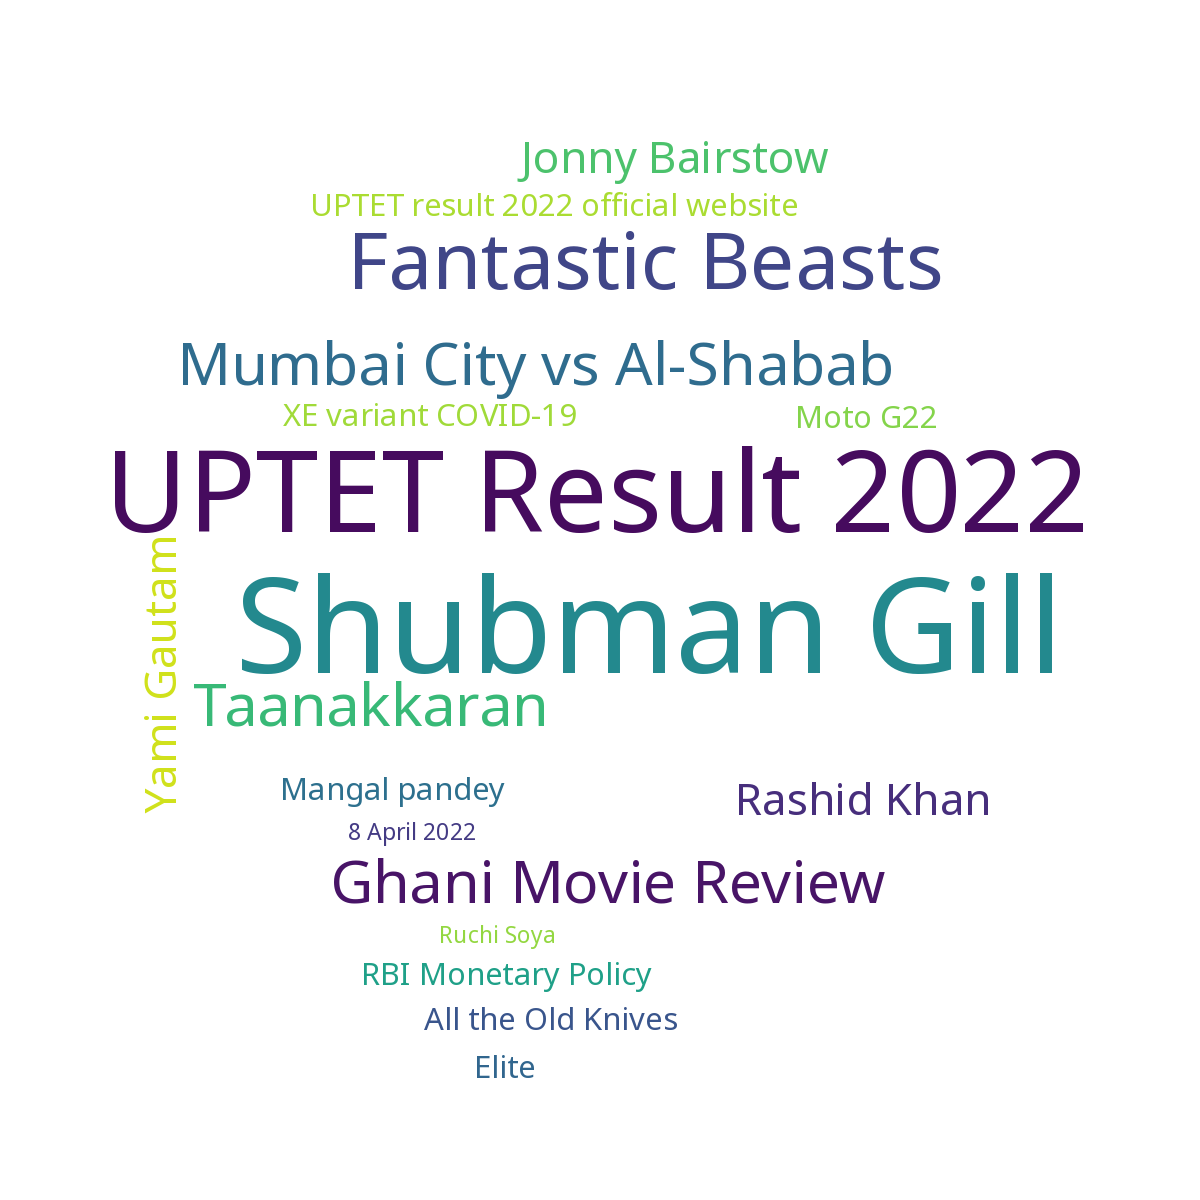 Jonny Bairstow
UPTET result 2022 official website
Fantastic Beasts
Mumbai City vs Al-Shabab
XE variant COVID-19
Moto G22
UPTET Result 2022
Yami Gautam
Shubman Gill
Taanakkaran
Mangal pandey
Rashid Khan
8 April 2022
Ghani Movie Review
Ruchi Soya
RBI Monetary Policy
All the Old Knives
Elite